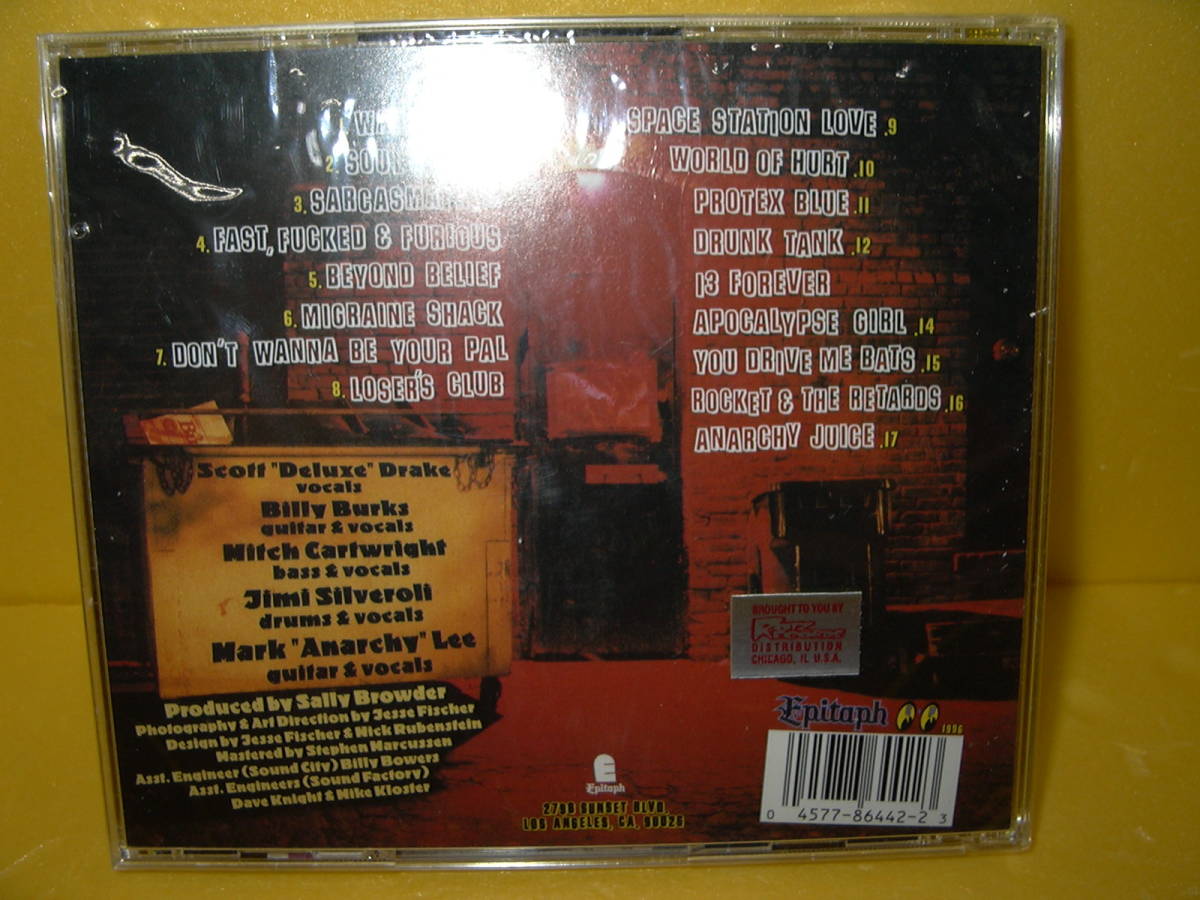 2. SOU
3. SARCASM
4. FAST, FUCKED & FURIOUS
5. BEYOND BELIEF
6. MIGRAINE SHACK
7. DON'T WANNA BE YOUR PAL
8. LOSER'S CLUB
SPACE STATION LOVE .9
WORLD OF HURT .10
PROTEX BLUE .11
DRUNK TANK .12
13 FOREVER
APOCALYPSE GIRL .14
YOU DRIVE ME BATS .15
ROCKET & THE RETARDS .16
ANARCHY JUICE .17
Scott "Deluxe" Drake
vocals
Billy Burks
guitar & vocals
Mitch Cartwright
bass & vocals
Jimi Silveroli
drums & vocals
Mark "Anarchy" Lee
guitar & vocals
Produced by Sally Browder
Photography & Art Direction by Jesse Fischer
Design by Jesse Fischer & Nick Rubenstein
Mastered by Stephen Marcussen
Asst. Engineer (Sound City) Billy Bowers
Asst. Engineers (Sound Factory)
Dave Knight & Mike Kloster
E
Epitaph
2798 SUNSET BLVD.
LOS ANGELES, CA, 90026
BROUGHT TO YOU BY
DISTRIBUTION
CHICAGO, IL U.S.A.
Epitaph
1996
0 4577-86442-2 3